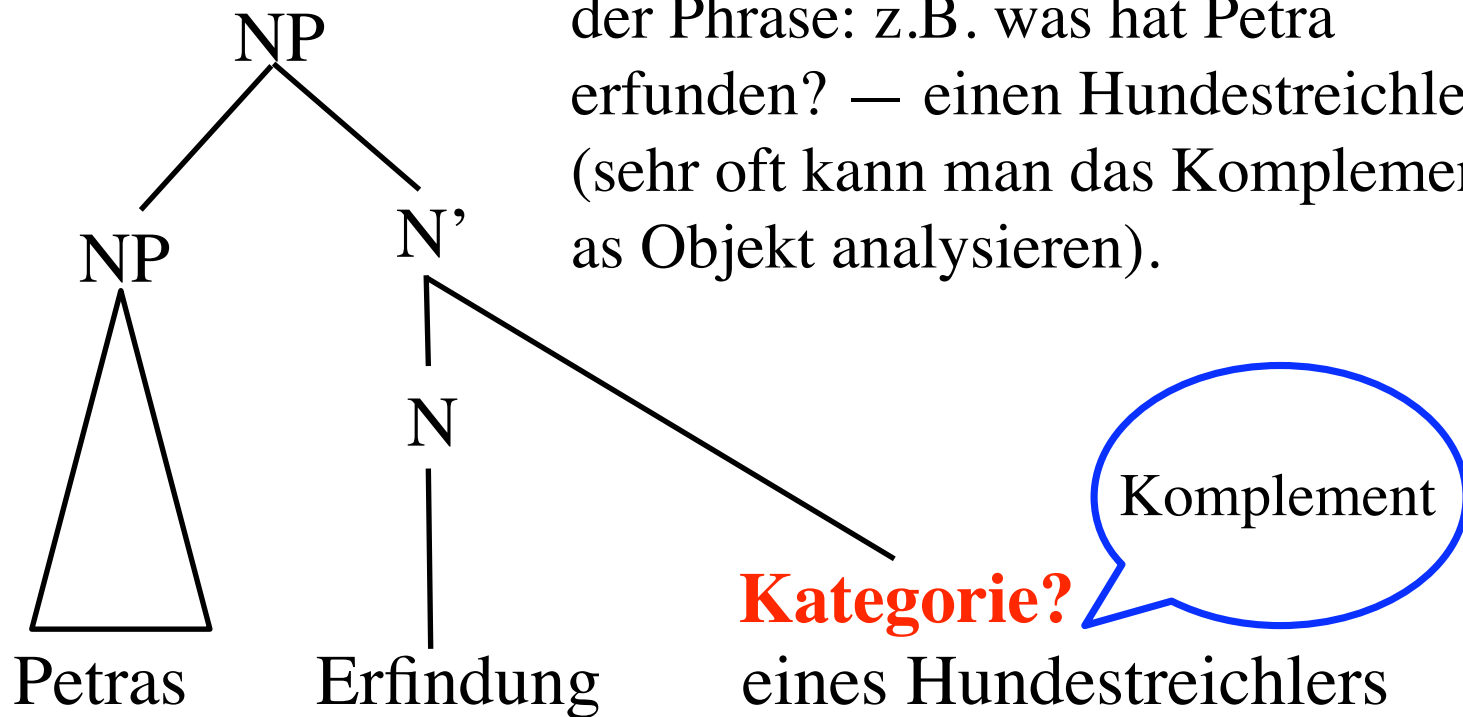 NP
der Phrase: z.B. was hat Petra
erfunden? — einen Hundestreichle
(sehr oft kann man das Komplemen
as Objekt analysieren).
NP
N’
N
Komplement
Kategorie?
Petras
Erfindung
eines Hundestreichlers